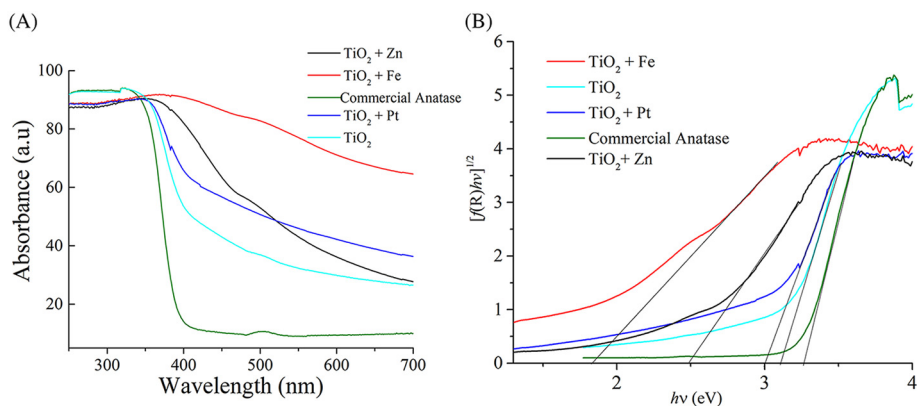 (A)
TiO2 + Zn
TiO2 + Fe
Commercial Anatase
TiO2 + Pt
TiO2
100
80
60
40
20
300 400 500 600 700
Absorbance (a.u)
Wavelength (nm)
(B)
TiO2 + Fe
TiO2
TiO2 + Pt
Commercial Anatase
TiO2+ Zn
6
5
4
3
2
1
0
2 3 4
[f(R)hν]1/2
hν (eV)